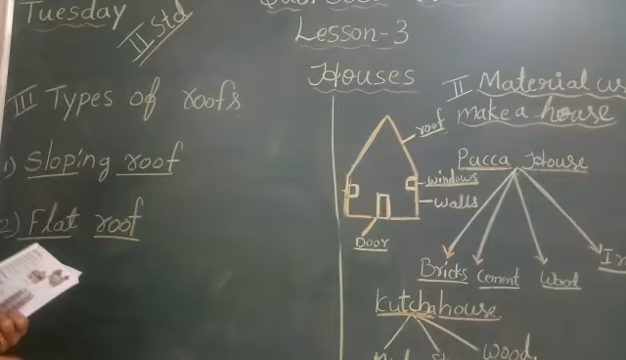 Tuesday
II Std
Lesson-3
Houses
III Types of roofs
1) Sloping roof
2) Flat roof
roof
windows
walls
Door
II Material us
make a house
Pucca House
Bricks
Cement
Wood
Kutcha house
Wood